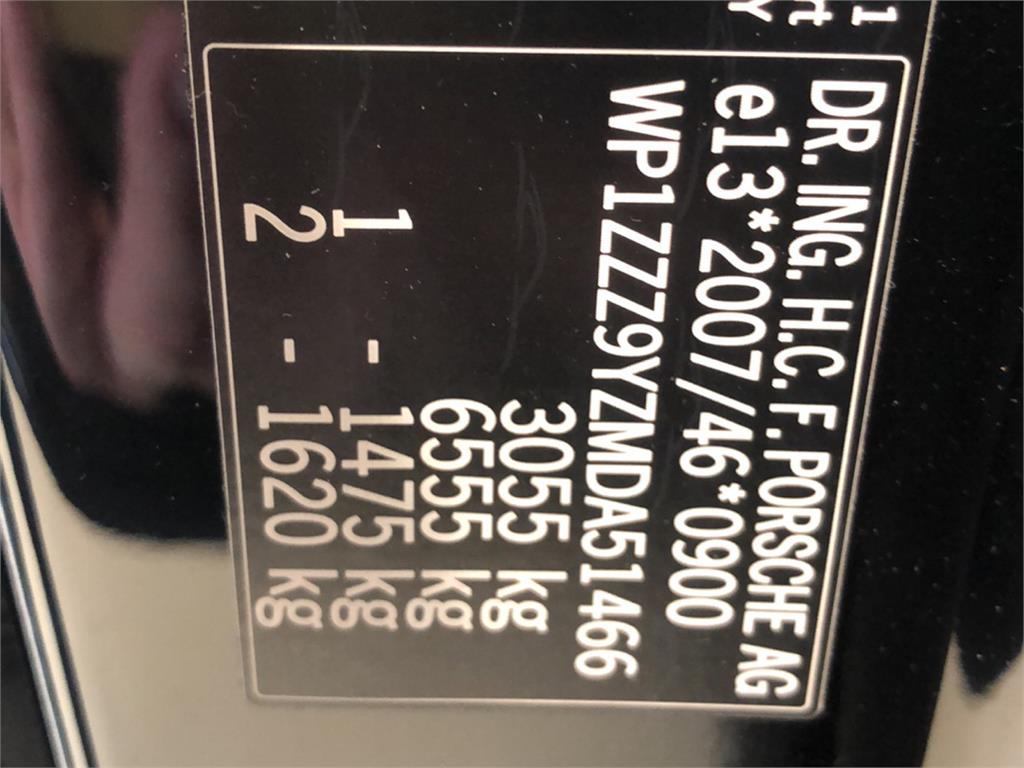 DR. ING. H.C. F. PORSCHE AG
e13*2007/46*0900
WP1ZZZ9YZMDA51466
3055 kg
6555 kg
1 - 1475 kg
2 - 1620 kg